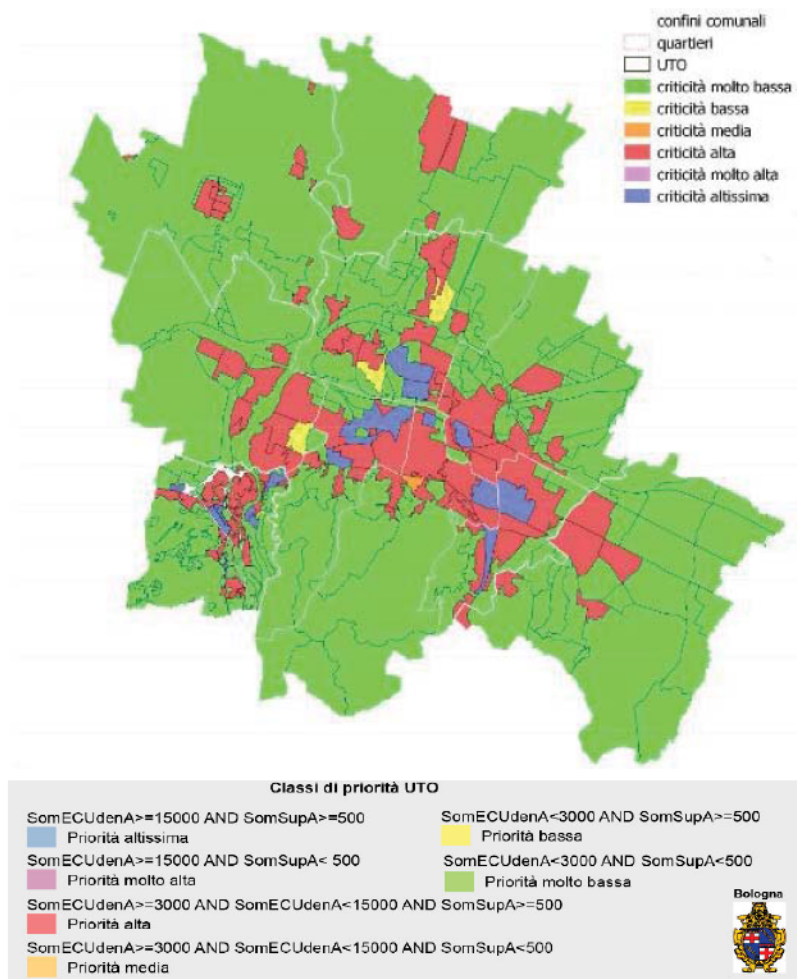 confini comunali
quartieri
UTO
criticità molto bassa
criticità bassa
criticità media
criticità alta
criticità molto alta
criticità altissima
Classi di priorità UTO
SomECUdenA>=15000 AND SomSupA>=500
Priorità altissima
SomECUdenA>=15000 AND SomSupA< 500
Priorità molto alta
SomECUdenA>=3000 AND SomECUdenA<15000 AND SomSupA>=500
Priorità alta
SomECUdenA>=3000 AND SomECUdenA<15000 AND SomSupA<500
Priorità media
SomECUdenA<3000 AND SomSupA>=500
Priorità bassa
SomECUdenA<3000 AND SomSupA<500
Priorità molto bassa
Bologna